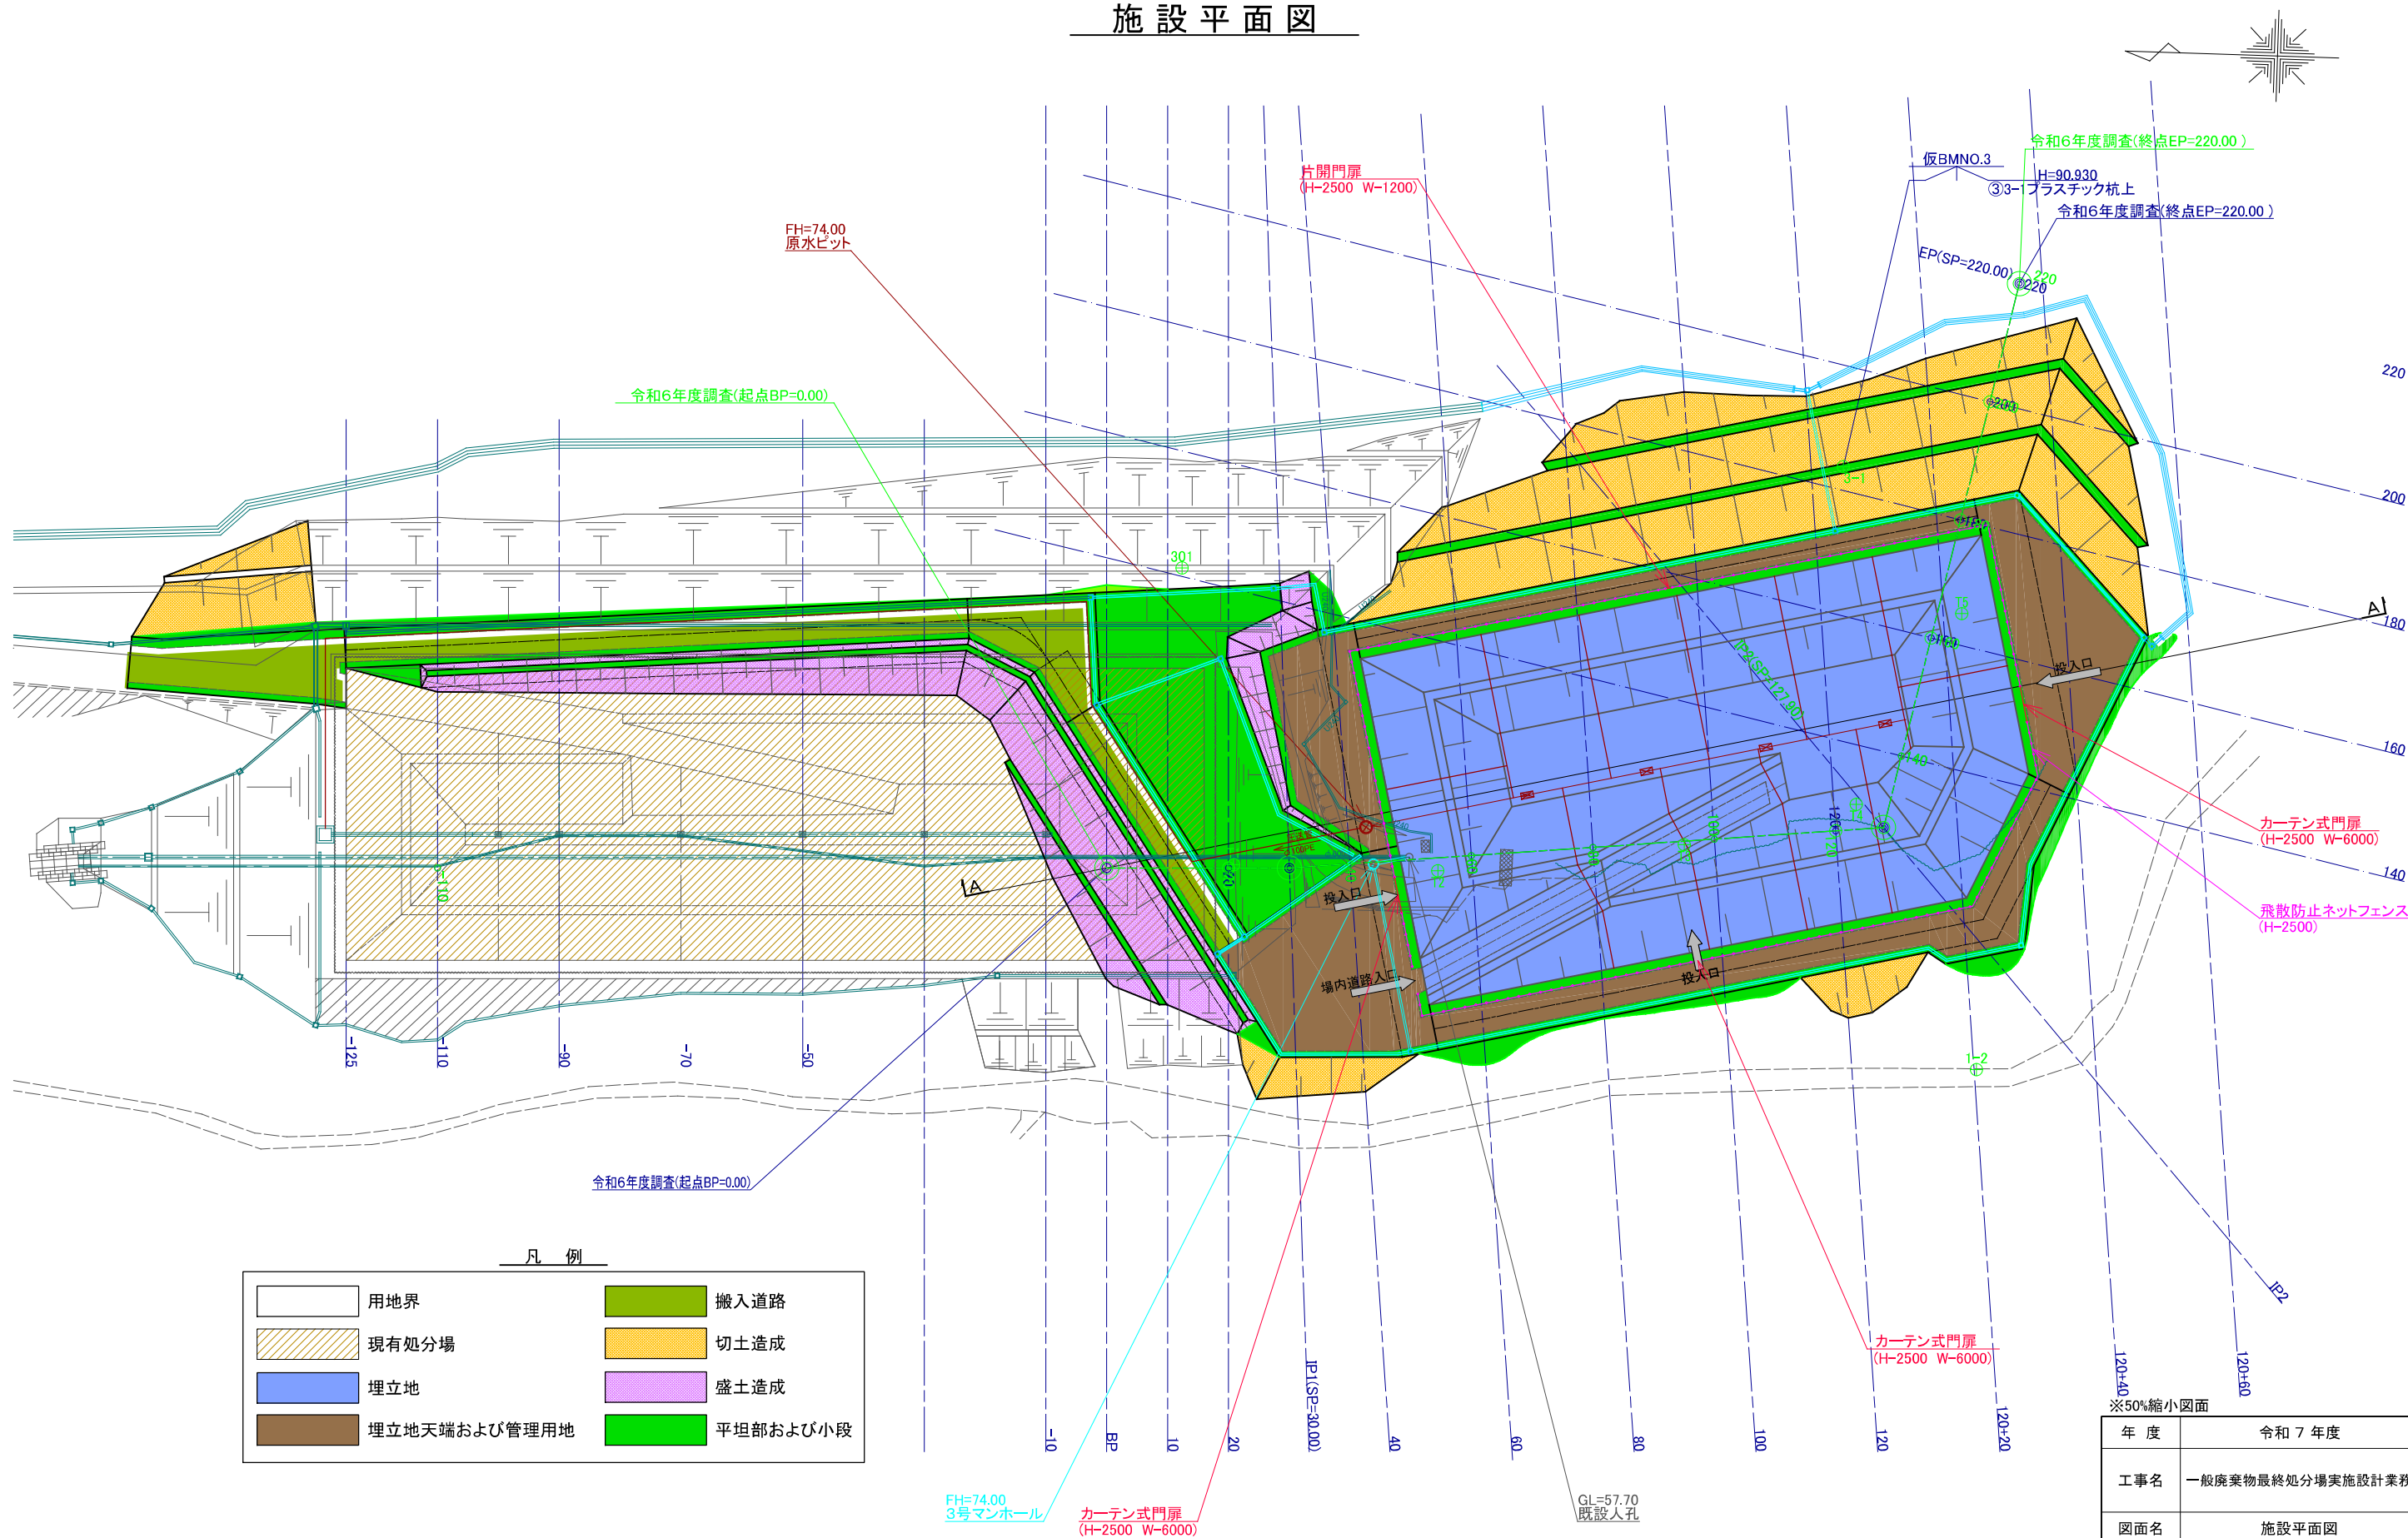 施設平面図
令和6年度調査(終点EP=220.00 )
仮BMNO.3
H=90.930
③3-1プラスチック杭上
令和6年度調査(終点EP=220.00 )
片開門扉
(H-2500 W-1200)
FH=74.00
原水ピット
EP(SP=220.00)
220
220
220
令和6年度調査(起点BP=0.00)
200
200
3-1
301
180
A
投入口
160
160
IP2(SP=127.90)
140
140
カーテン式門扉
(H-2500 W-6000)
飛散防止ネットフェンス
(H-2500)
A
投入口
場内道路入口
投入口
-110
20
120
100
1-2
-125
-110
-90
-70
-50
令和6年度調査(起点BP=0.00)
IP2
カーテン式門扉
(H-2500 W-6000)
-10
BP
10
20
IP1(SP=30.00)
40
60
80
100
120
120+20
120+40
120+60
凡 例
用地界
搬入道路
現有処分場
切土造成
埋立地
盛土造成
埋立地天端および管理用地
平坦部および小段
FH=74.00
3号マンホール
カーテン式門扉
(H-2500 W-6000)
GL=57.70
既設人孔
※50%縮小図面
年 度 令和 7 年度
工事名 一般廃棄物最終処分場実施設計業務
図面名 施設平面図